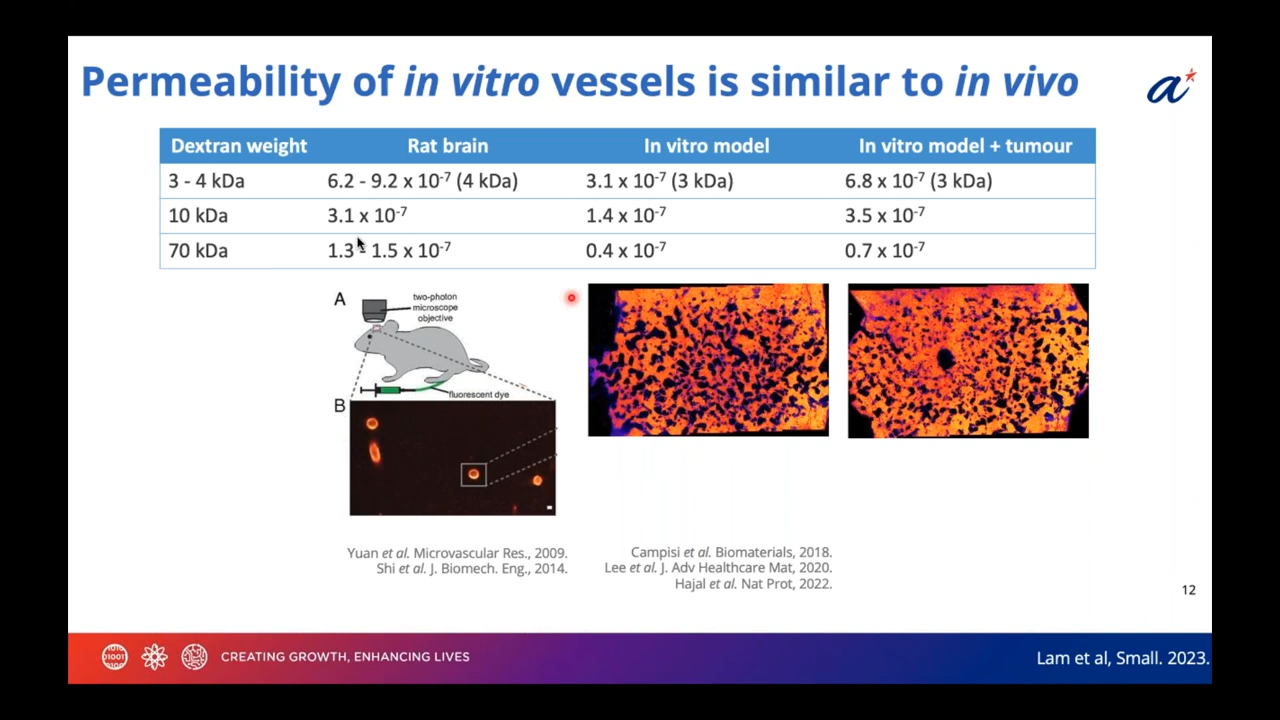 Permeability of in vitro vessels is similar to in vivo
a*
Dextran weight Rat brain In vitro model In vitro model + tumour
3 - 4 kDa 6.2 - 9.2 x 10⁻⁷ (4 kDa) 3.1 x 10⁻⁷ (3 kDa) 6.8 x 10⁻⁷ (3 kDa)
10 kDa 3.1 x 10⁻⁷ 1.4 x 10⁻⁷ 3.5 x 10⁻⁷
70 kDa 1.3 - 1.5 x 10⁻⁷ 0.4 x 10⁻⁷ 0.7 x 10⁻⁷
A
two-photon
microscope
objective
fluorescent dye
B
Yuan et al. Microvascular Res., 2009.
Shi et al. J. Biomech. Eng., 2014.
Campisi et al. Biomaterials, 2018.
Lee et al. J. Adv Healthcare Mat, 2020.
Hajal et al. Nat Prot, 2022.
12
01001
CREATING GROWTH, ENHANCING LIVES
Lam et al, Small. 2023.